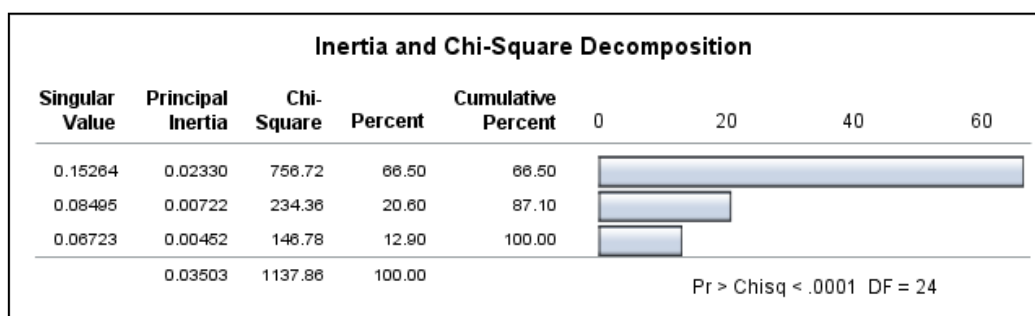 Inertia and Chi-Square Decomposition
Singular Value Principal Inertia Chi-Square Percent Cumulative Percent 0 20 40 60
0.15264 0.02330 756.72 66.50 66.50
0.08495 0.00722 234.36 20.60 87.10
0.06723 0.00452 146.78 12.90 100.00
0.03503 1137.86 100.00
Pr > Chisq < .0001 DF = 24